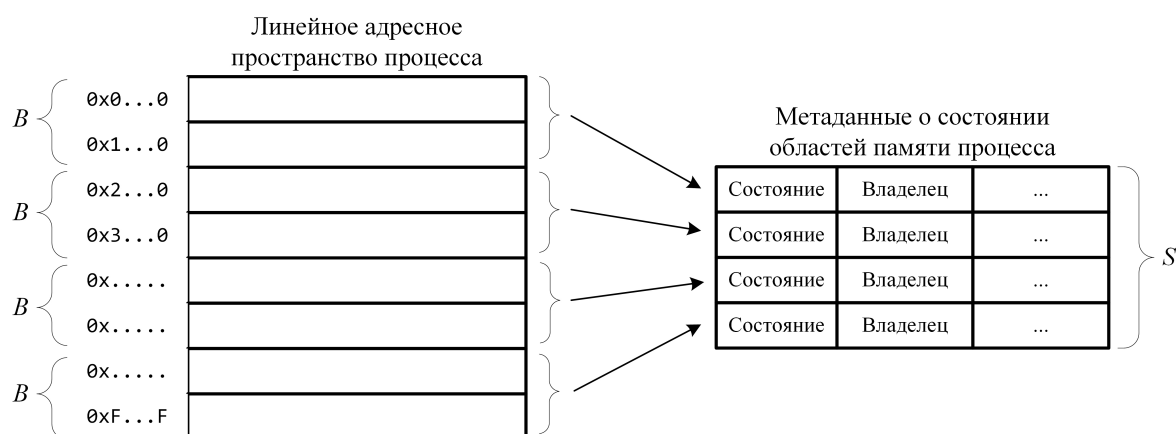 Линейное адресное
пространство процесса
B
0x0...0
0x1...0
B
0x2...0
0x3...0
B
0x.....
0x.....
B
0x.....
0xF...F
Метаданные о состоянии
областей памяти процесса
Состояние Владелец ...
Состояние Владелец ...
Состояние Владелец ...
Состояние Владелец ...
S